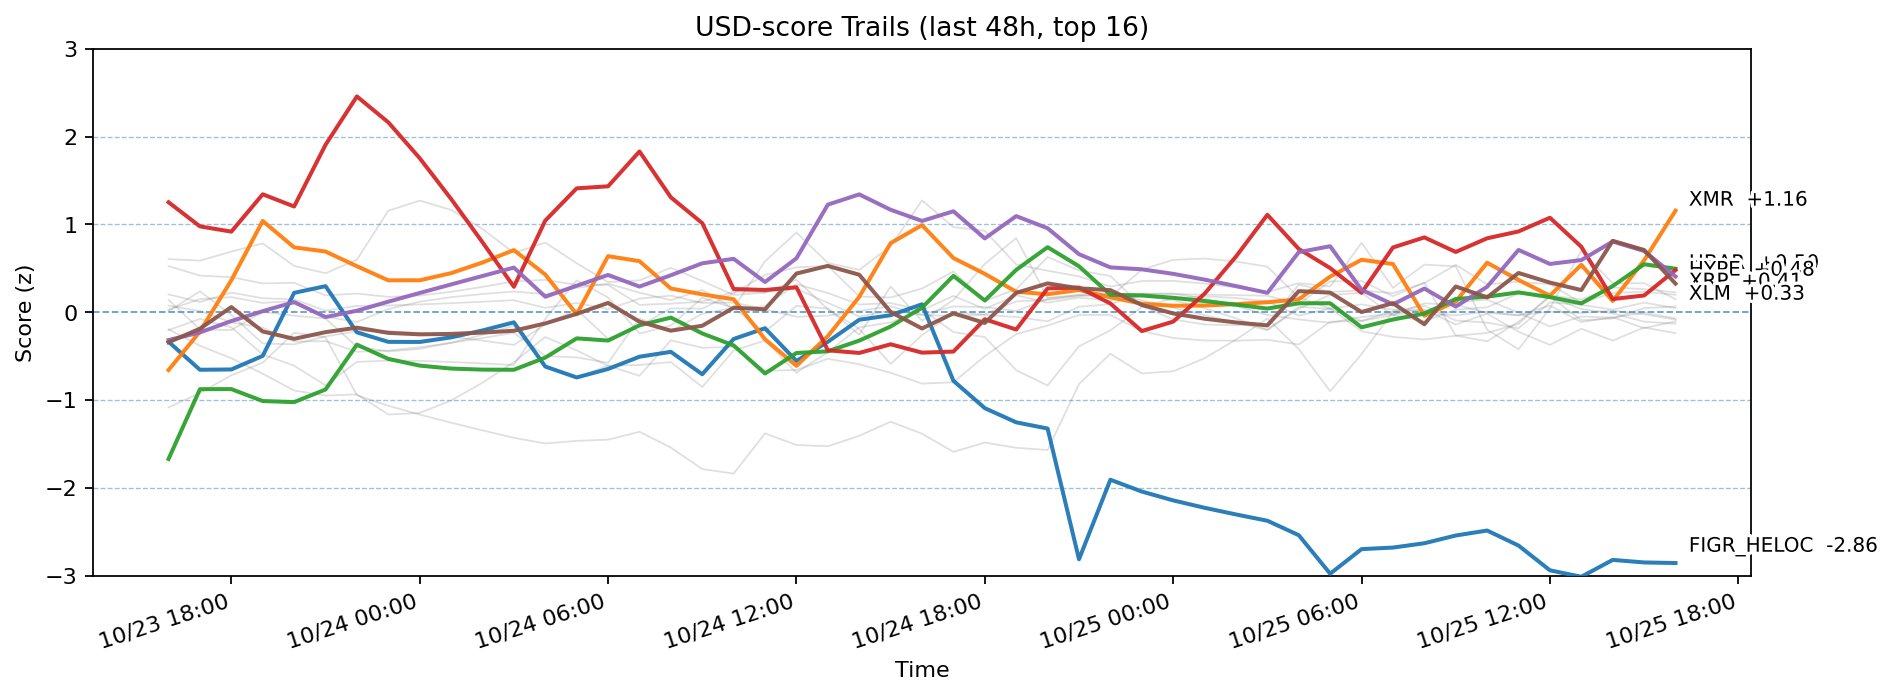 USD-score Trails (last 48h, top 16)
Score (z)
3
2
1
0
−1
−2
−3
XMR +1.16
+0.48
XLM +0.33
FIGR_HELOC -2.86
10/23 18:00
10/24 00:00
10/24 06:00
10/24 12:00
10/24 18:00
10/25 00:00
10/25 06:00
10/25 12:00
10/25 18:00
Time